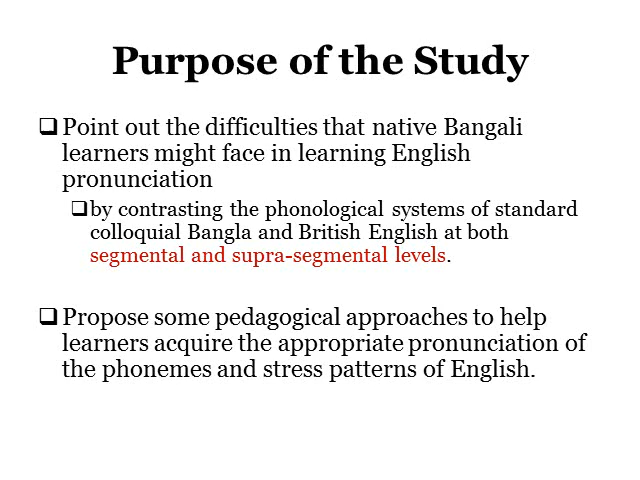 Purpose of the Study
❑ Point out the difficulties that native Bangali
learners might face in learning English
pronunciation
❑ by contrasting the phonological systems of standard
colloquial Bangla and British English at both
segmental and supra-segmental levels.
❑ Propose some pedagogical approaches to help
learners acquire the appropriate pronunciation of
the phonemes and stress patterns of English.